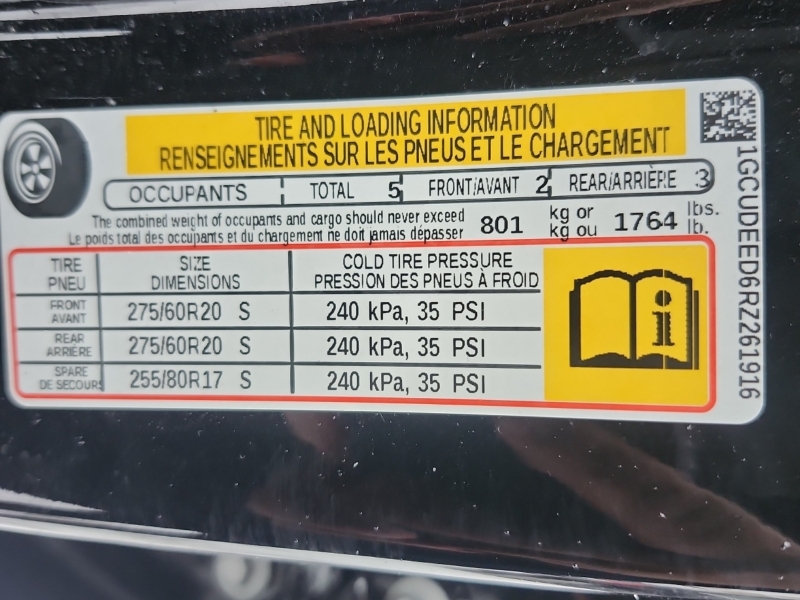 TIRE AND LOADING INFORMATION
RENSEIGNEMENTS SUR LES PNEUS ET LE CHARGEMENT
OCCUPANTS TOTAL 5 FRONT/AVANT 2 REAR/ARRIÈRE 3
The combined weight of occupants and cargo should never exceed 801 kg or 1764 lbs.
Le poids total des occupants et du chargement ne doit jamais dépasser kg ou lb.
TIRE SIZE COLD TIRE PRESSURE
PNEU DIMENSIONS PRESSION DES PNEUS À FROID
FRONT
AVANT 275/60R20 S 240 kPa, 35 PSI
REAR
ARRIÈRE 275/60R20 S 240 kPa, 35 PSI
SPARE
DE SECOURS 255/80R17 S 240 kPa, 35 PSI
i
1GCUDEED6RZ261916